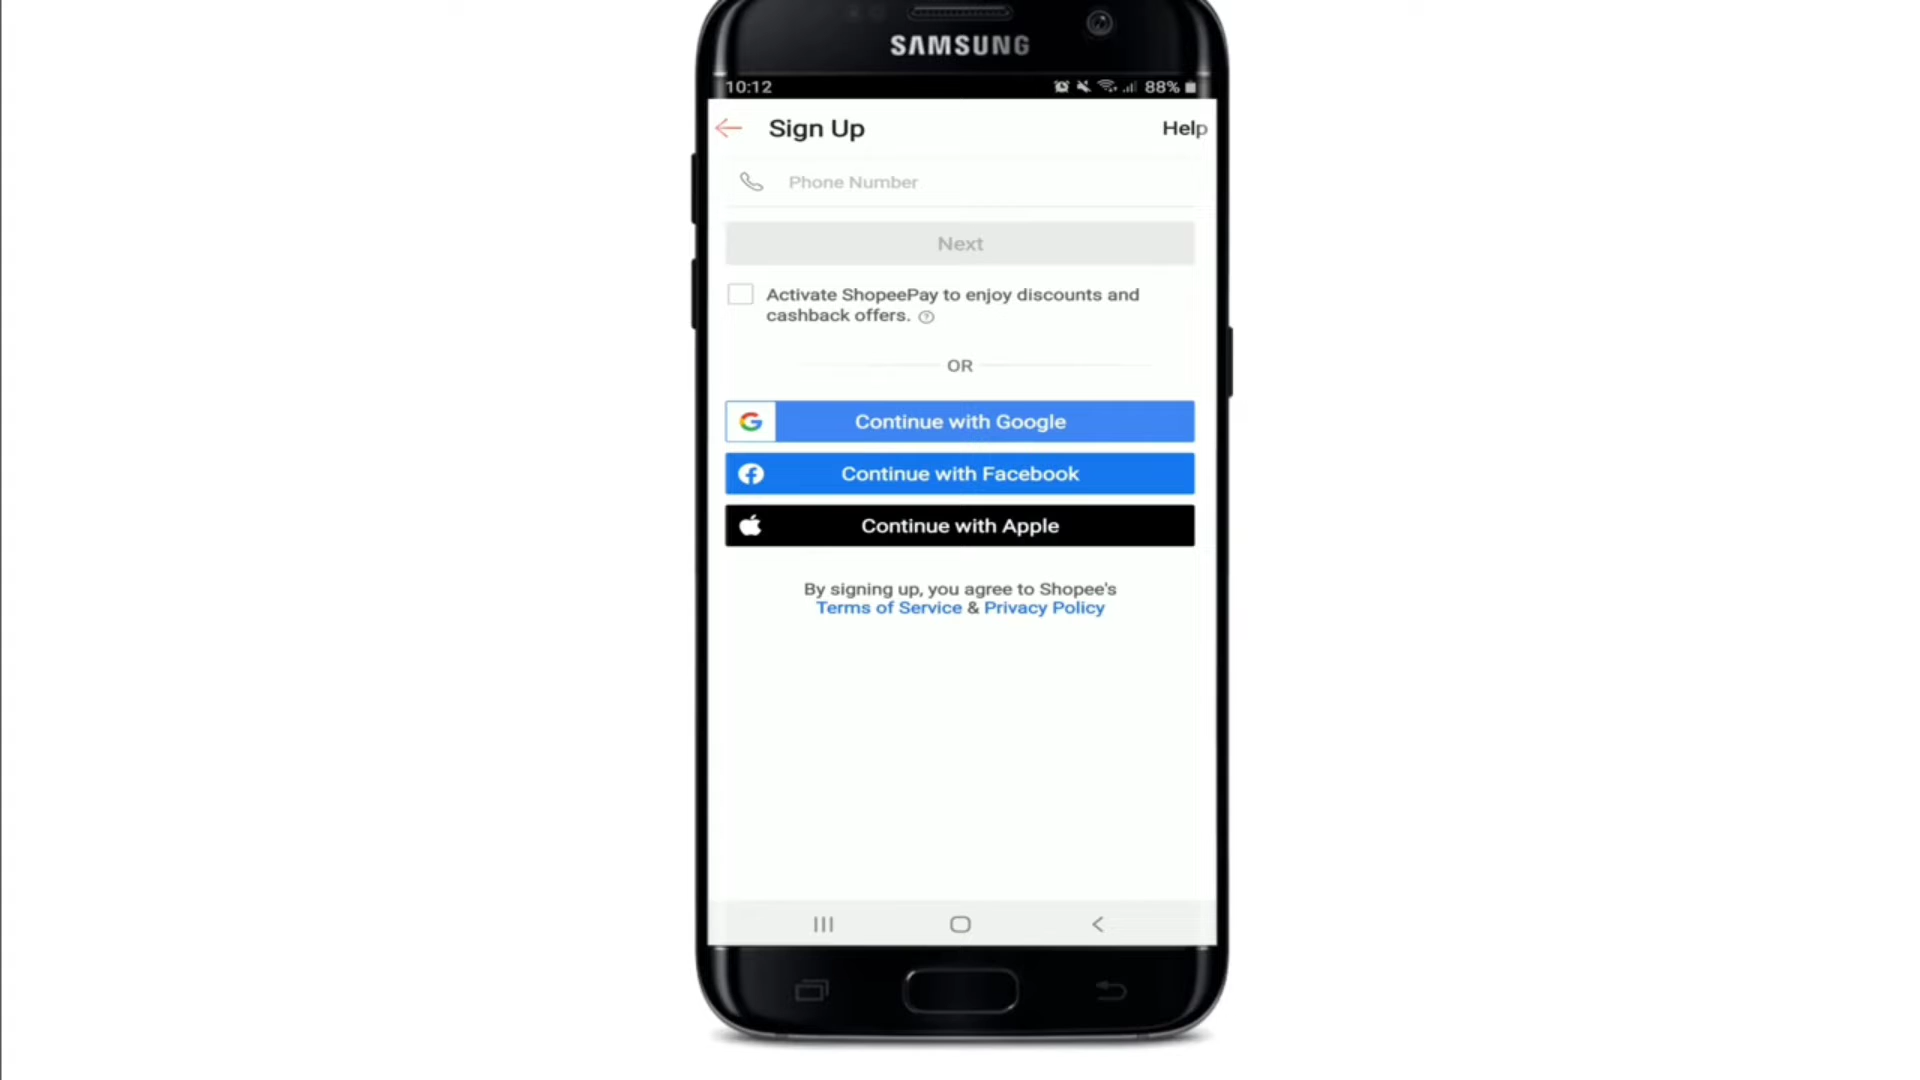 SAMSUNG
10:12 88%
Sign Up Help
Phone Number
Next
Activate ShopeePay to enjoy discounts and
cashback offers. ?
OR
Continue with Google
Continue with Facebook
Continue with Apple
By signing up, you agree to Shopee's
Terms of Service & Privacy Policy